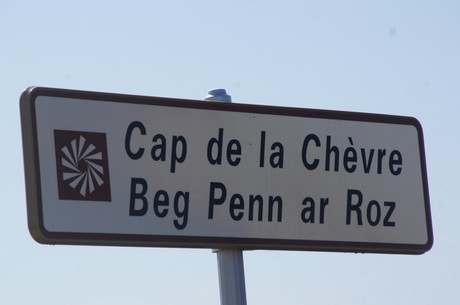 Cap de la Chèvre
Beg Penn ar Roz